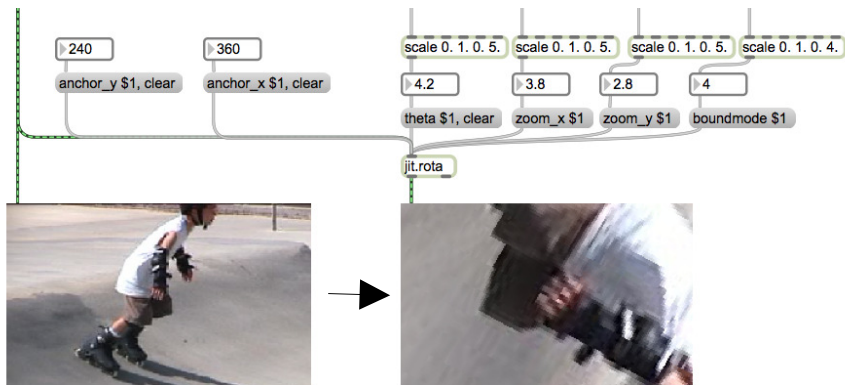 scale 0. 1. 0. 5. scale 0. 1. 0. 5. scale 0. 1. 0. 5. scale 0. 1. 0. 4.
240 360
anchor_y $1, clear anchor_x $1, clear 4.2 3.8 2.8 4
theta $1, clear zoom_x $1 zoom_y $1 boundmode $1
jit.rota